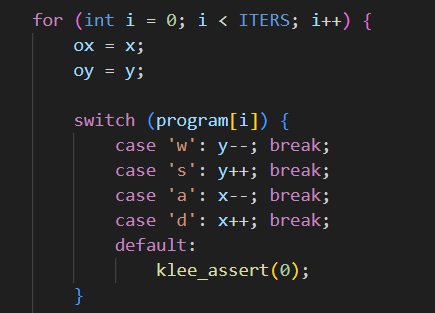 for (int i = 0; i < ITERS; i++) {
    ox = x;
    oy = y;

    switch (program[i]) {
        case 'w': y--; break;
        case 's': y++; break;
        case 'a': x--; break;
        case 'd': x++; break;
        default:
            klee_assert(0);
    }